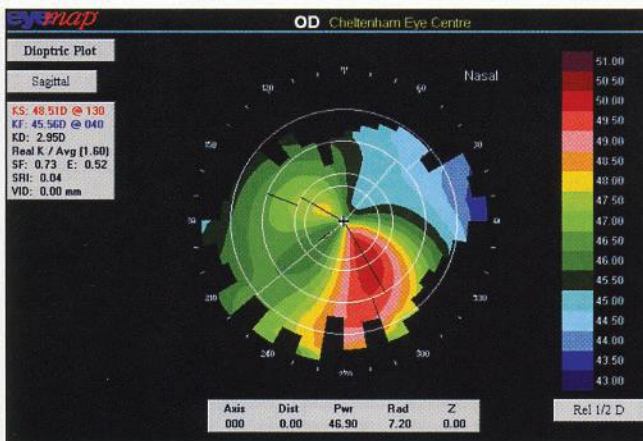 eyemap
OD Cheltenham Eye Centre
Dioptric Plot
Sagittal
KS: 48.51D @ 130
KF: 45.56D @ 040
KD: 2.95D
Real K / Avg (1.60)
SF: 0.73 E: 0.52
SRI: 0.04
VID: 0.00 mm
Nasal
120
60
210
240
300
330
51.00
50.50
50.00
49.50
49.00
48.50
48.00
47.50
47.00
46.50
46.00
45.50
45.00
44.50
44.00
43.50
43.00
Rel 1/2 D
Axis Dist Pwr Rad Z
000 0.00 46.90 7.20 0.00